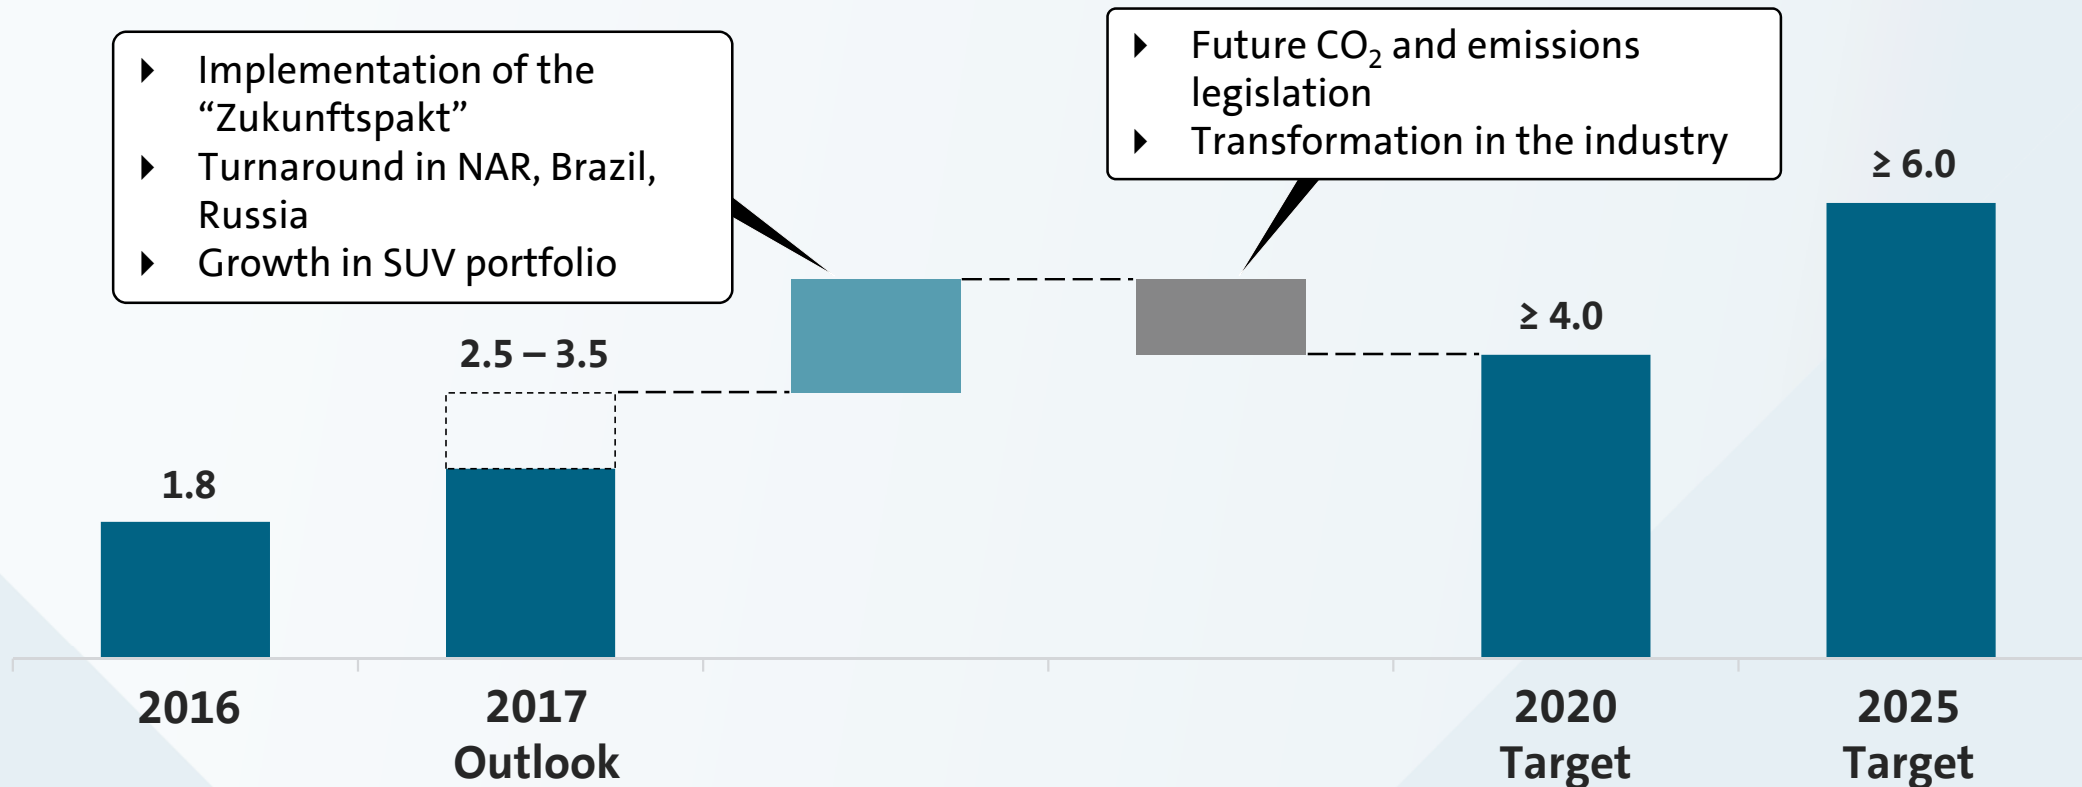 Implementation of the
“Zukunftspakt”
Turnaround in NAR, Brazil,
Russia
Growth in SUV portfolio
Future CO₂ and emissions
legislation
Transformation in the industry
1.8
2.5 – 3.5
≥ 4.0
≥ 6.0
2016
2017
Outlook
2020
Target
2025
Target